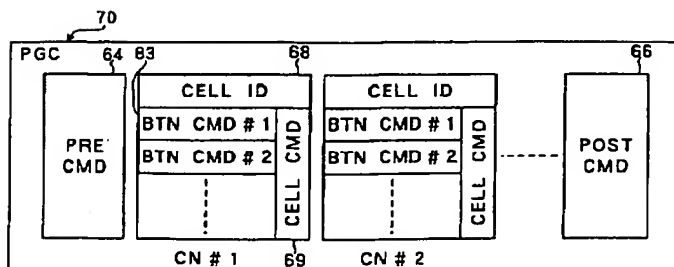 70
PGC
64
83
68
66
PRE
CMD
CELL ID
BTN CMD # 1
BTN CMD # 2
CELL CMD
CELL ID
BTN CMD # 1
BTN CMD # 2
CELL CMD
POST
CMD
CN # 1
69
CN # 2